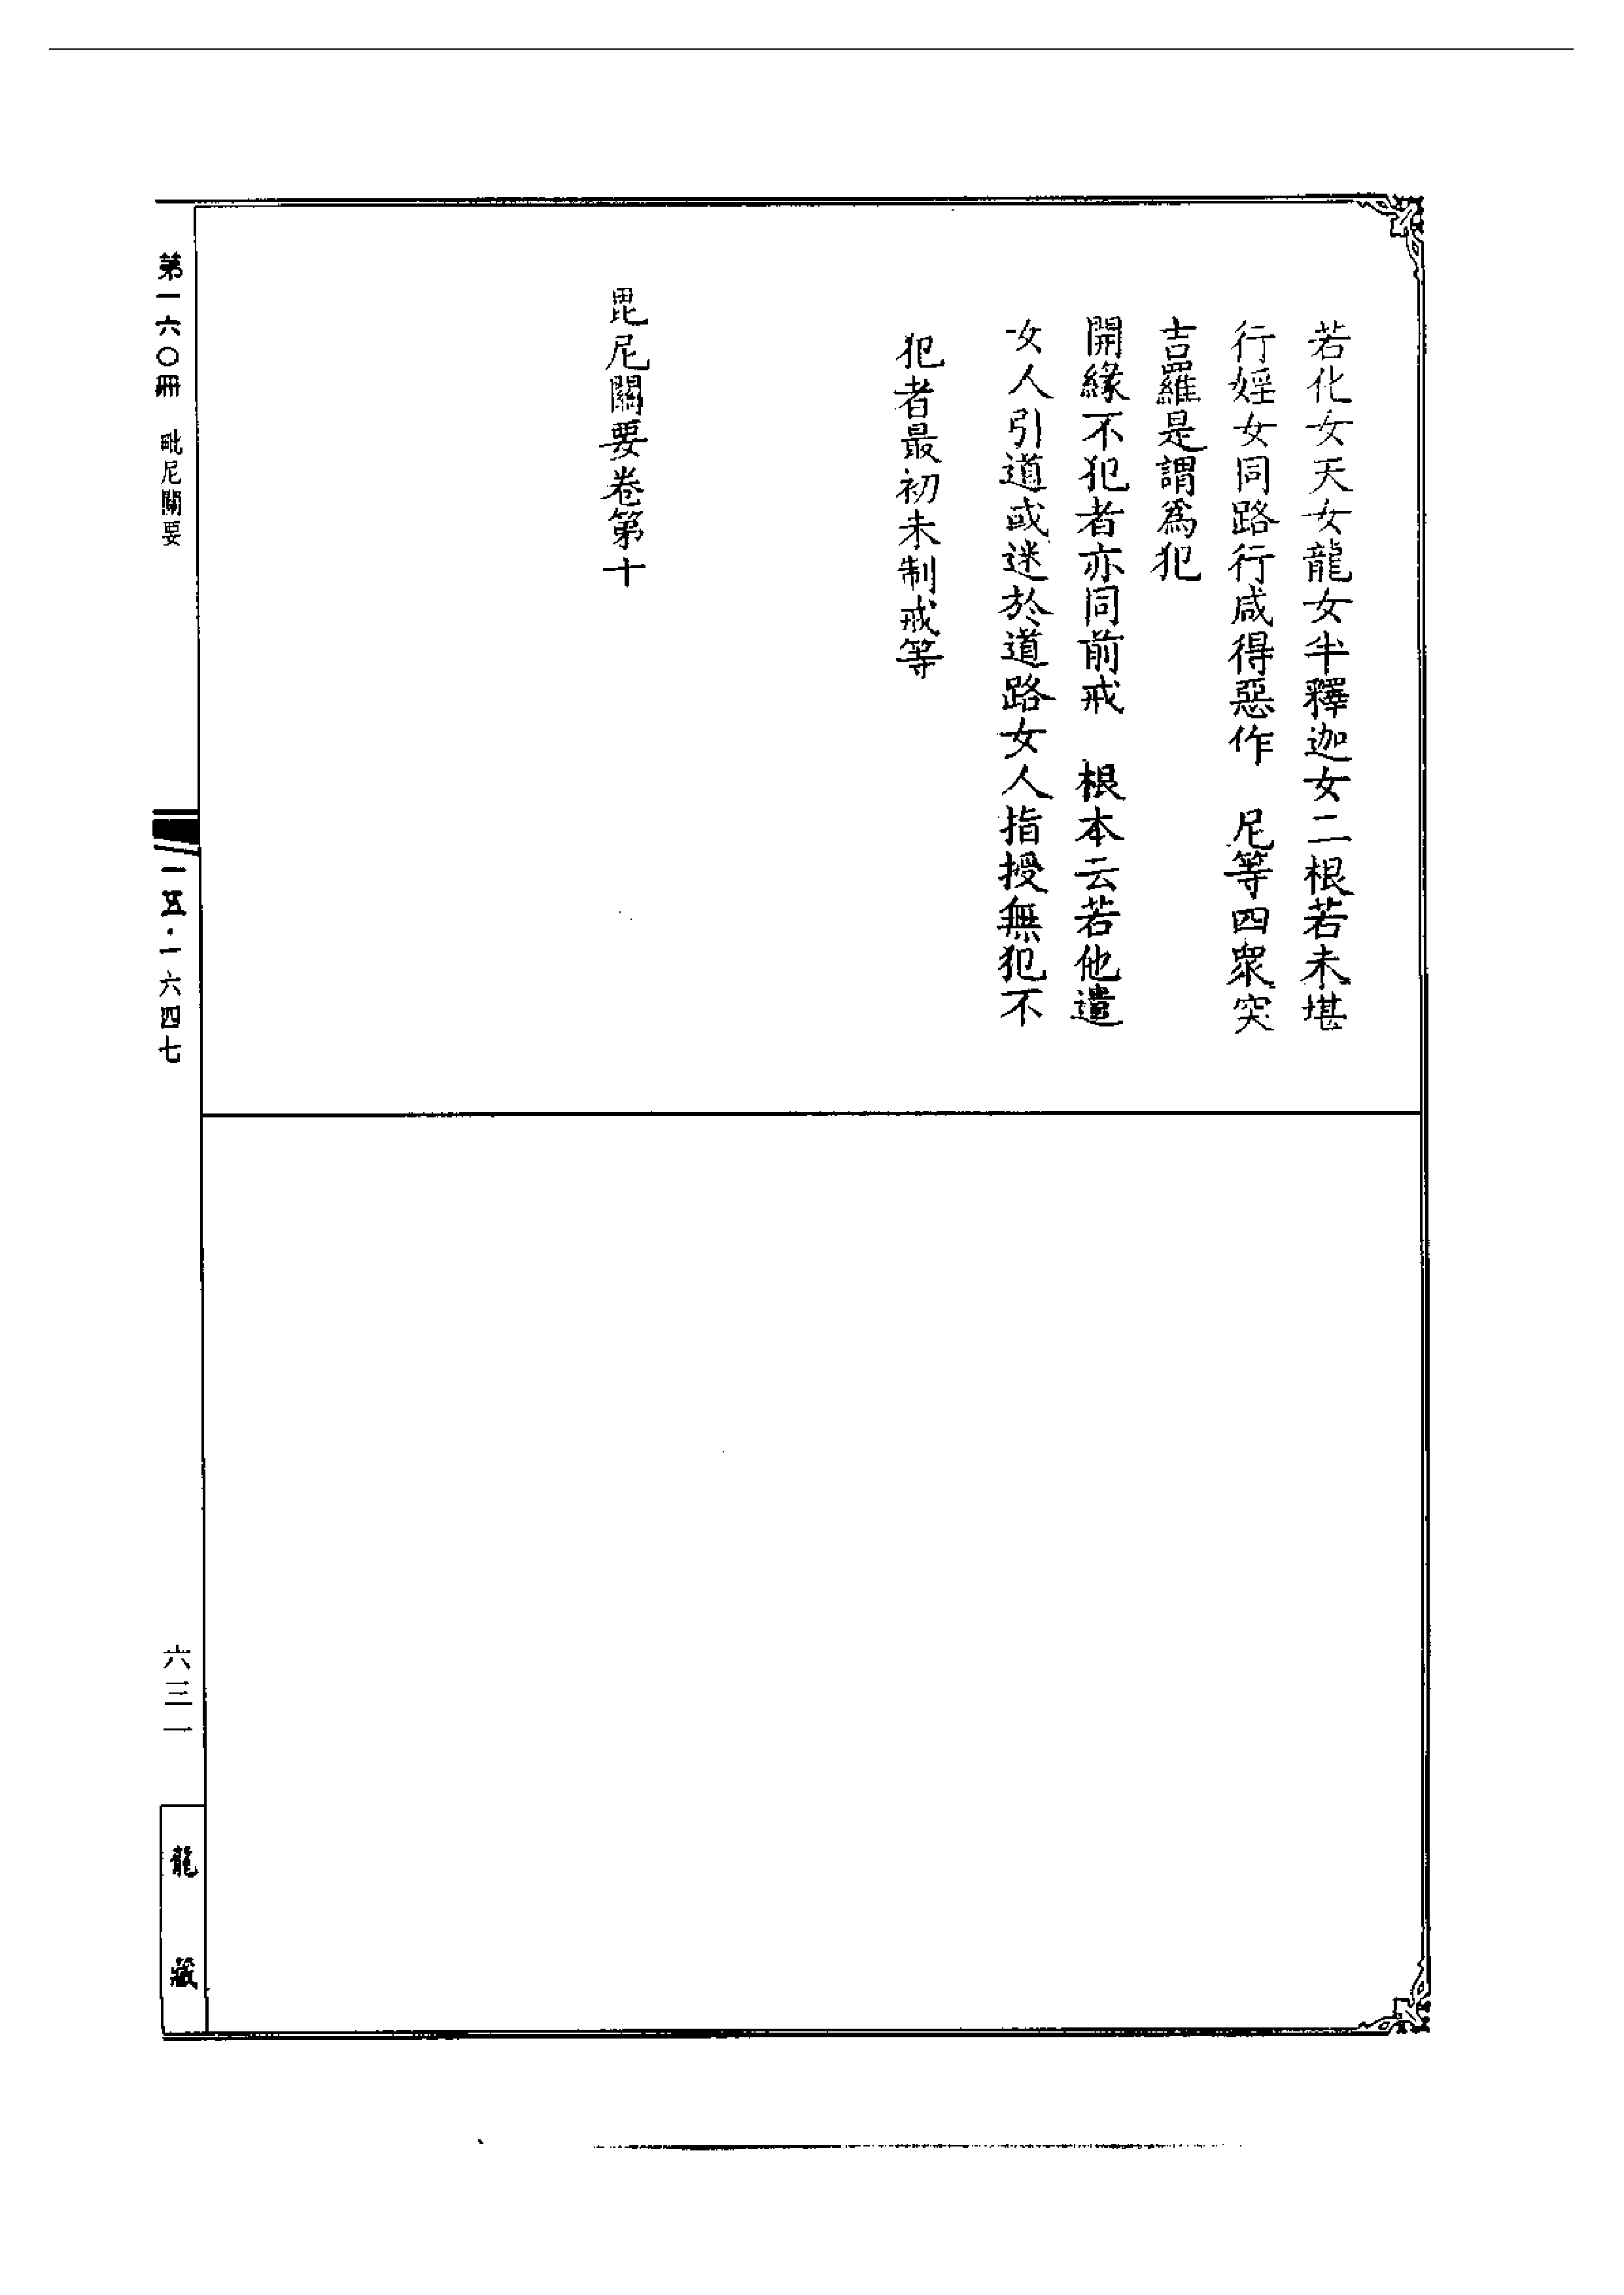 若化女天女龍女半釋迦女二根若未堪
行婬女同路行咸得惡作　尼等四眾突
吉羅是謂為犯
開緣不犯者亦同前戒　根本云若他遣
女人引道或迷於道路女人指授無犯不
犯者最初未制戒等
毘尼關要卷第十
第一六〇冊　毗尼關要　一五·一六四七　六三一
龍藏